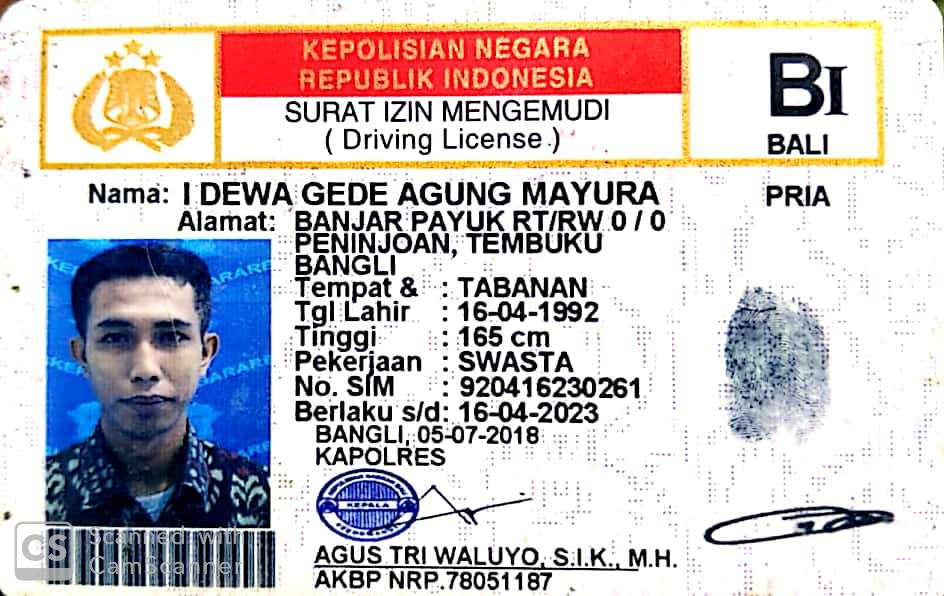 KEPOLISIAN NEGARA
REPUBLIK INDONESIA
SURAT IZIN MENGEMUDI
( Driving License )
BI
BALI
Nama: I DEWA GEDE AGUNG MAYURA
PRIA
Alamat: BANJAR PAYUK RT/RW 0 / 0
PENINJOAN, TEMBUKU
BANGLI
Tempat & : TABANAN
Tgl Lahir : 16-04-1992
Tinggi : 165 cm
Pekerjaan : SWASTA
No. SIM : 920416230261
Berlaku s/d: 16-04-2023
BANGLI, 05-07-2018
KAPOLRES
KEPALA
AGUS TRI WALUYO, S.I.K., M.H.
AKBP NRP.78051187
CS Scanned with
CamScanner